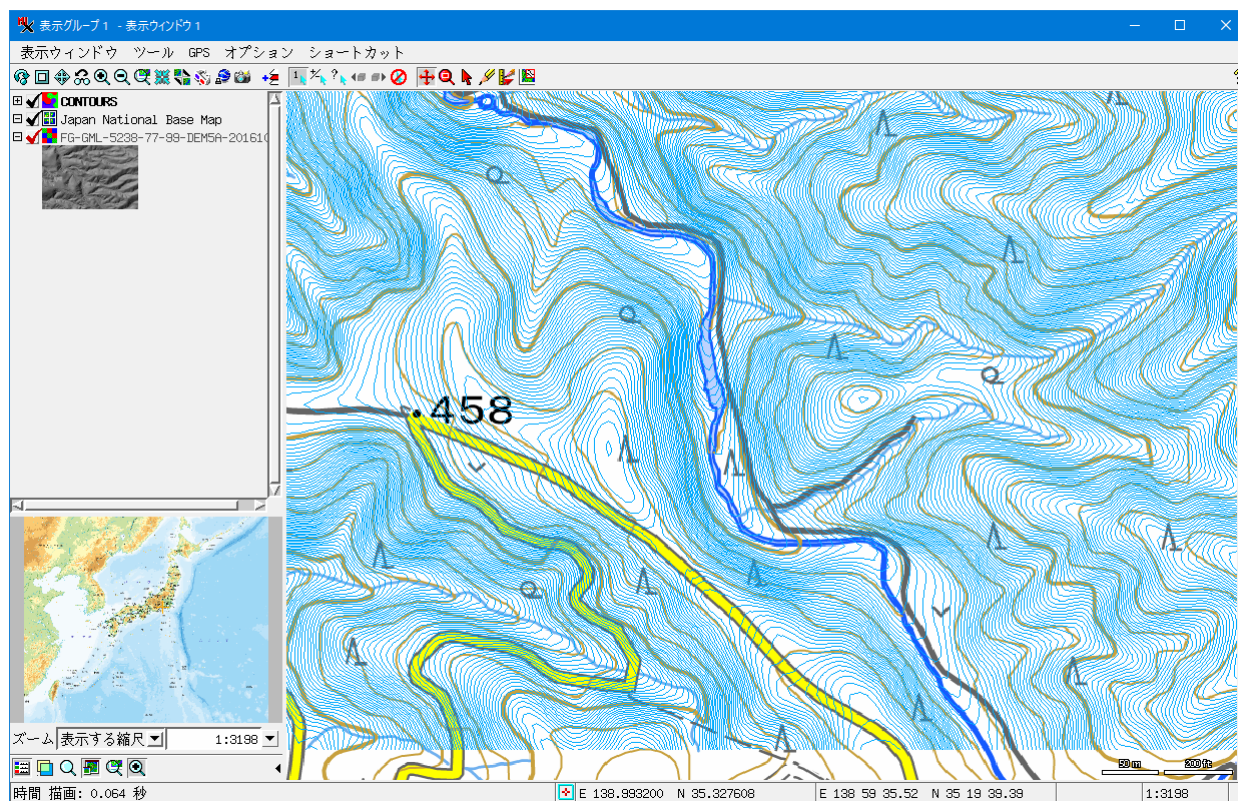 表示グループ 1 - 表示ウィンドウ 1
表示ウィンドウ ツール GPS オプション ショートカット
CONTOURS
Japan National Base Map
FG-GML-5238-77-99-DEM5A-20161
458
ズーム 表示する縮尺 1:3198
50 m 200 ft
時間 描画: 0.064 秒 E 138.993200 N 35.327608 E 138 59 35.52 N 35 19 39.39 1:3198